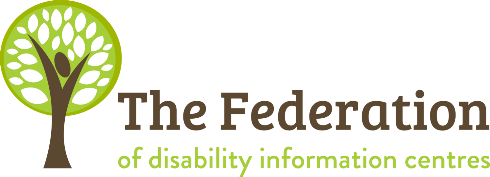 The Federation
of disability information centres